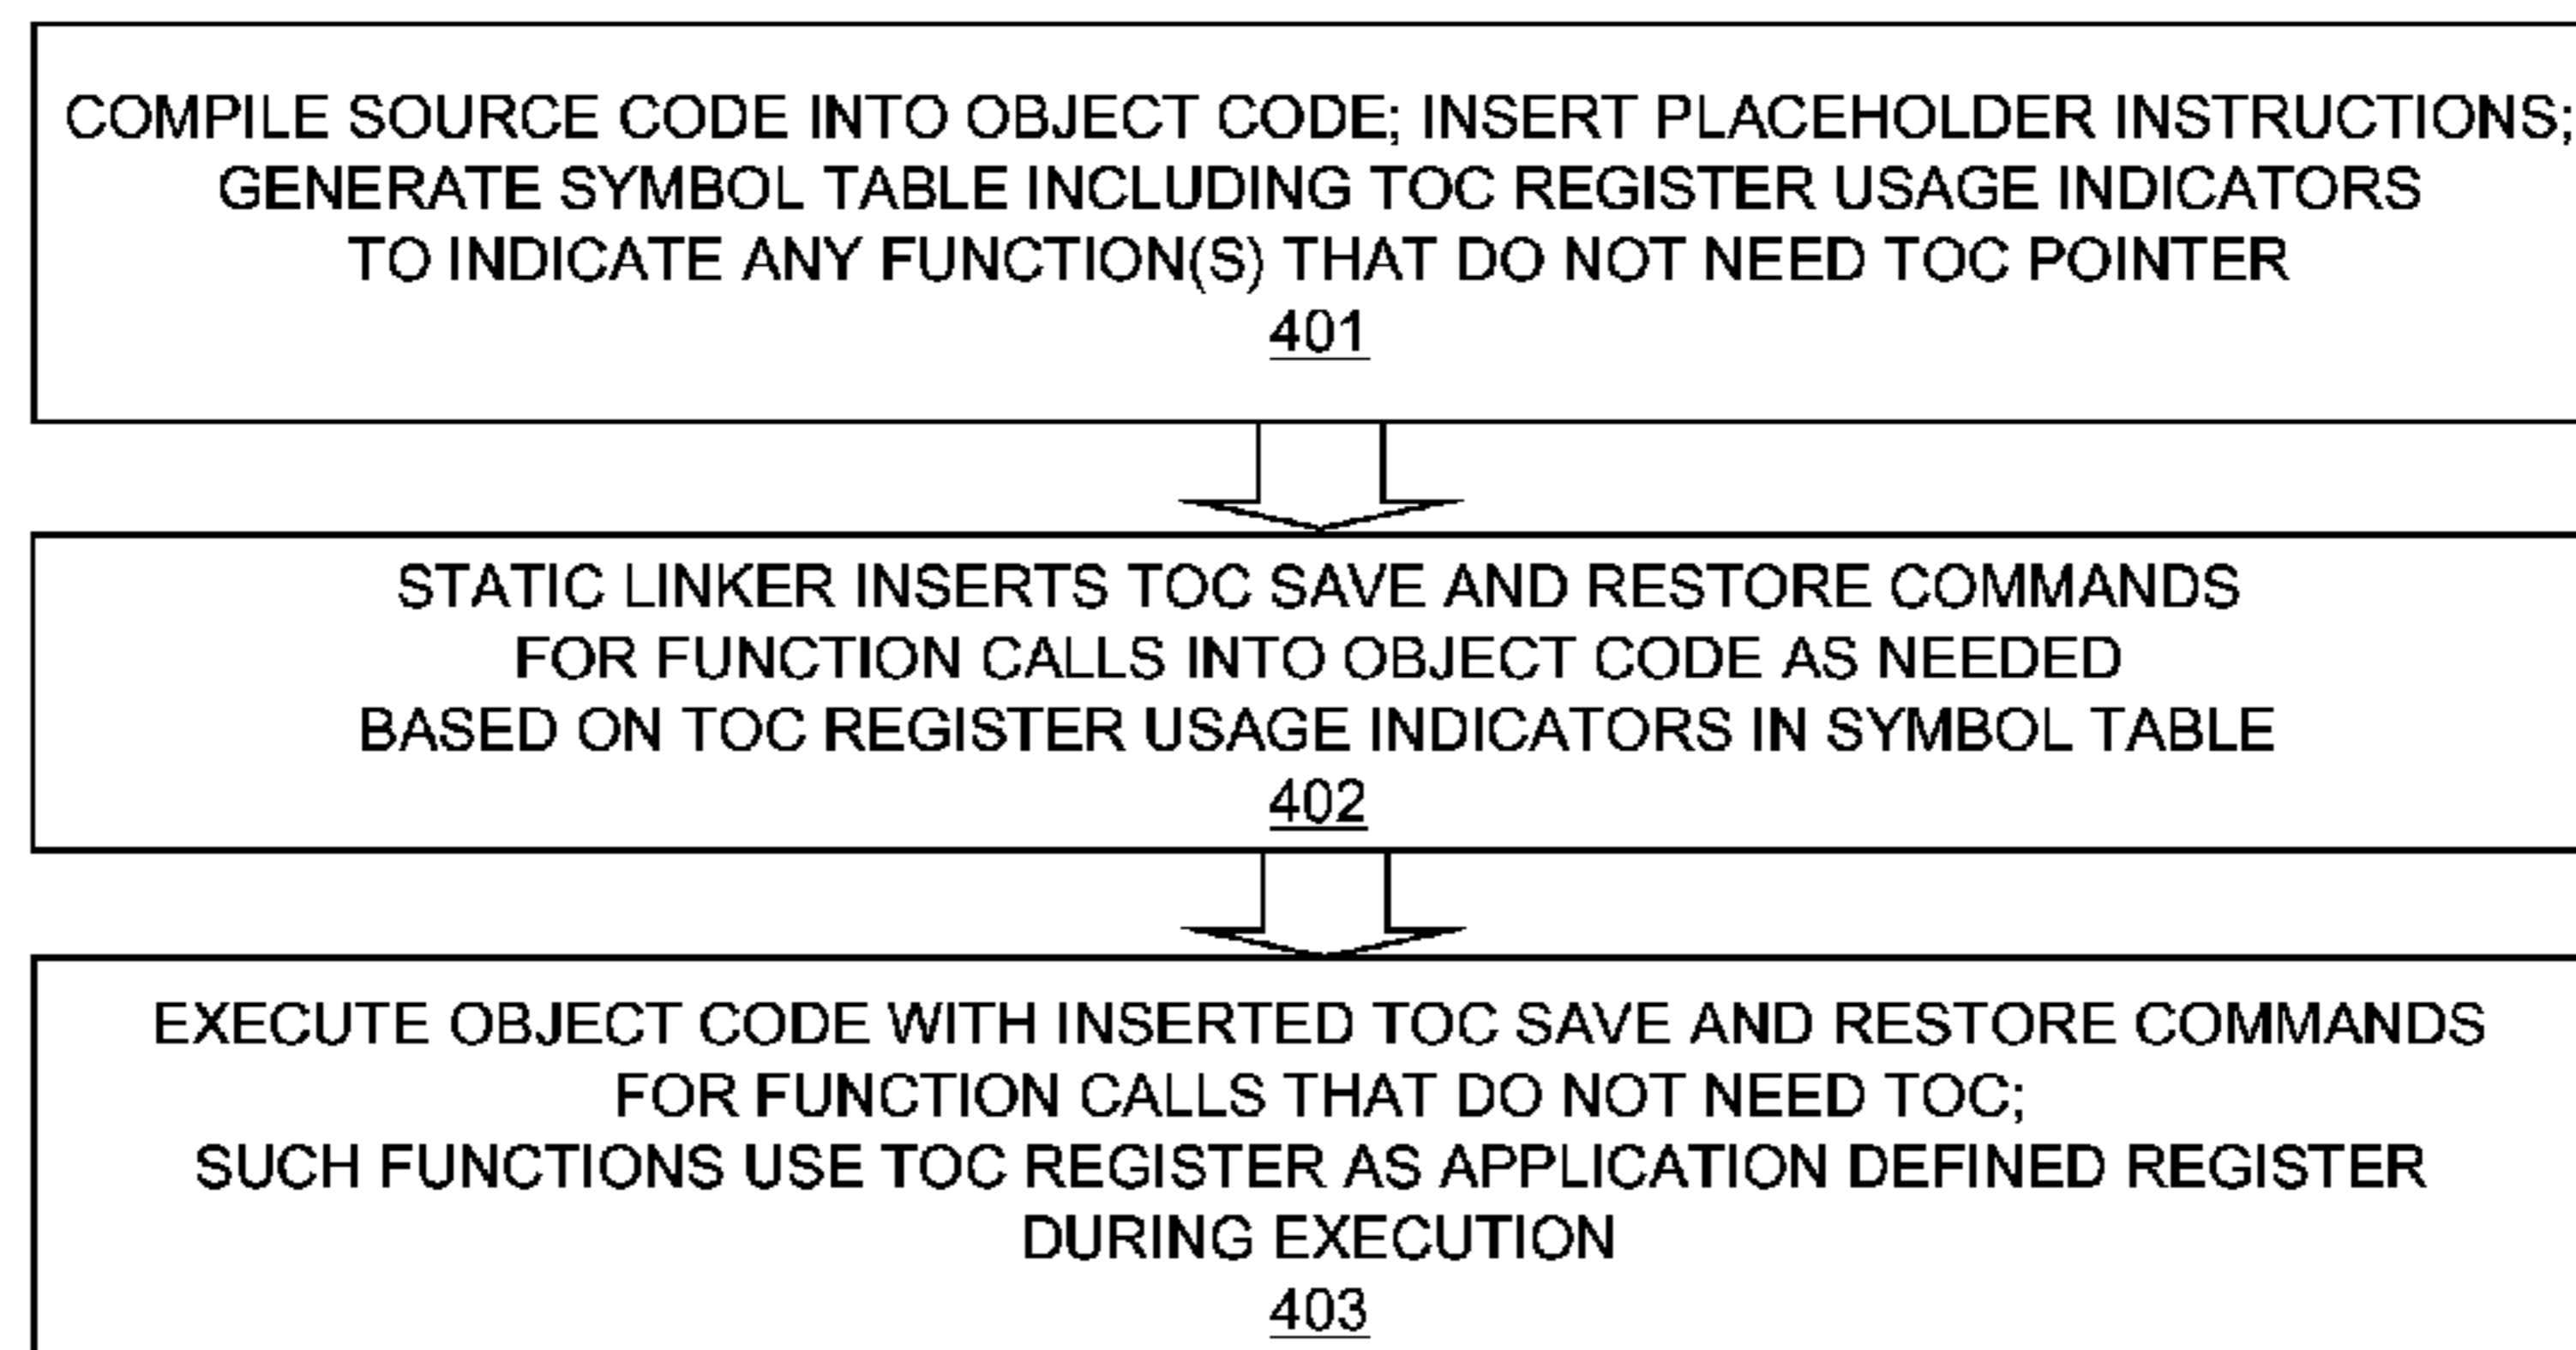 COMPILE SOURCE CODE INTO OBJECT CODE; INSERT PLACEHOLDER INSTRUCTIONS;
GENERATE SYMBOL TABLE INCLUDING TOC REGISTER USAGE INDICATORS
TO INDICATE ANY FUNCTION(S) THAT DO NOT NEED TOC POINTER
401
STATIC LINKER INSERTS TOC SAVE AND RESTORE COMMANDS
FOR FUNCTION CALLS INTO OBJECT CODE AS NEEDED
BASED ON TOC REGISTER USAGE INDICATORS IN SYMBOL TABLE
402
EXECUTE OBJECT CODE WITH INSERTED TOC SAVE AND RESTORE COMMANDS
FOR FUNCTION CALLS THAT DO NOT NEED TOC;
SUCH FUNCTIONS USE TOC REGISTER AS APPLICATION DEFINED REGISTER
DURING EXECUTION
403